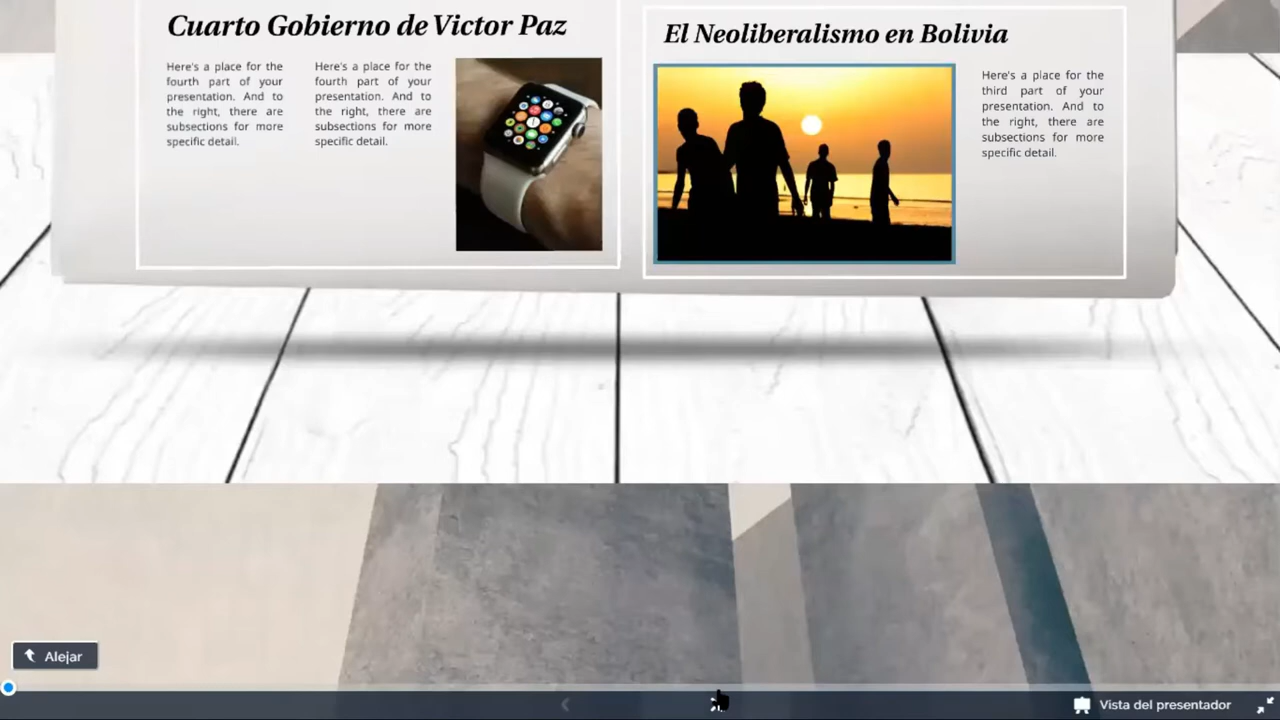 Cuarto Gobierno de Victor Paz
Here's a place for the
fourth part of your
presentation. And to
the right, there are
subsections for more
specific detail.
Here's a place for the
fourth part of your
presentation. And to
the right, there are
subsections for more
specific detail.
El Neoliberalismo en Bolivia
Here's a place for the
third part of your
presentation. And to
the right, there are
subsections for more
specific detail.
Alejar
Vista del presentador